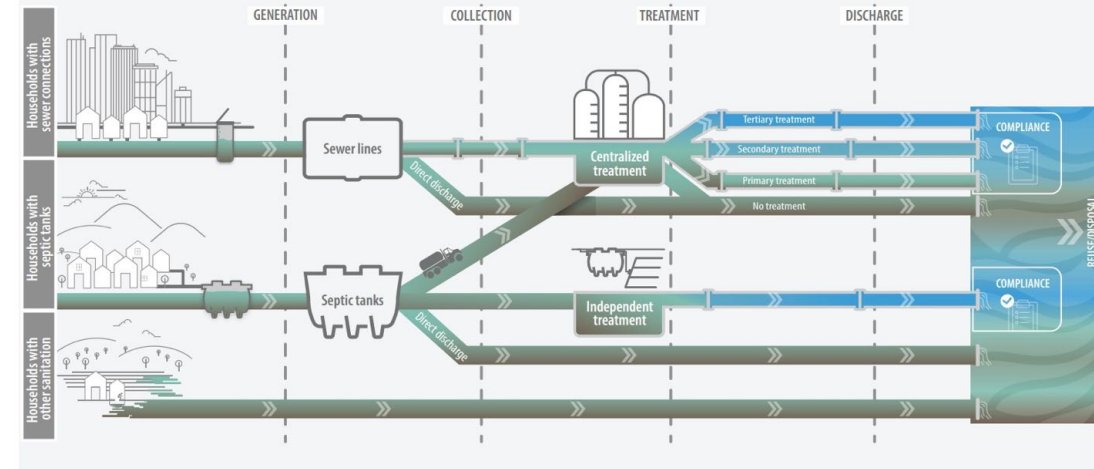 GENERATION
COLLECTION
TREATMENT
DISCHARGE
Households with
sewer connections
Sewer lines
Direct discharge
Centralized
treatment
Tertiary treatment
Secondary treatment
Primary treatment
No treatment
COMPLIANCE
Households with
septic tanks
Septic tanks
Direct discharge
Independent
treatment
COMPLIANCE
REUSE/DISPOSAL
Households with
other sanitation